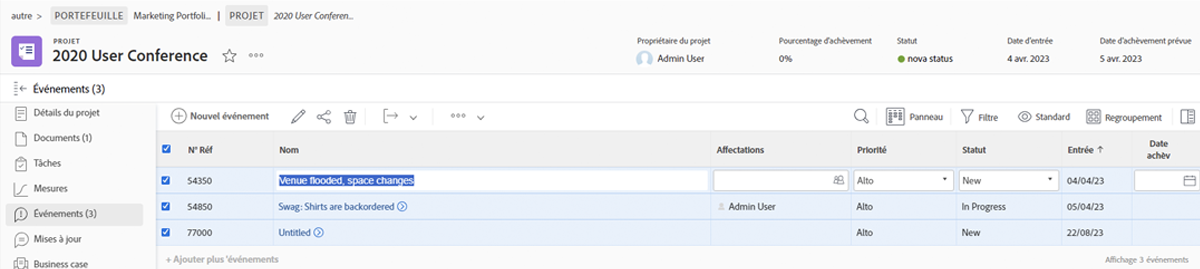 autre > PORTEFEUILLE Marketing Portfoli... | PROJET 2020 User Conferen...
PROJET
2020 User Conference
Propriétaire du projet
Admin User
Pourcentage d'achèvement
0%
Statut
nova status
Date d'entrée
4 avr. 2023
Date d'achèvement prévue
5 avr. 2023
Événements (3)
Détails du projet
Documents (1)
Tâches
Mesures
Événements (3)
Mises à jour
Business case
Nouvel événement
Panneau Filtre Standard Regroupement
N° Réf Nom Affectations Priorité Statut Entrée ↑ Date achèv
54350 Venue flooded, space changes Alto New 04/04/23
54850 Swag: Shirts are backordered Admin User Alto In Progress 05/04/23
77000 Untitled Alto New 22/08/23
+ Ajouter plus 'événements
Affichage 3 événements